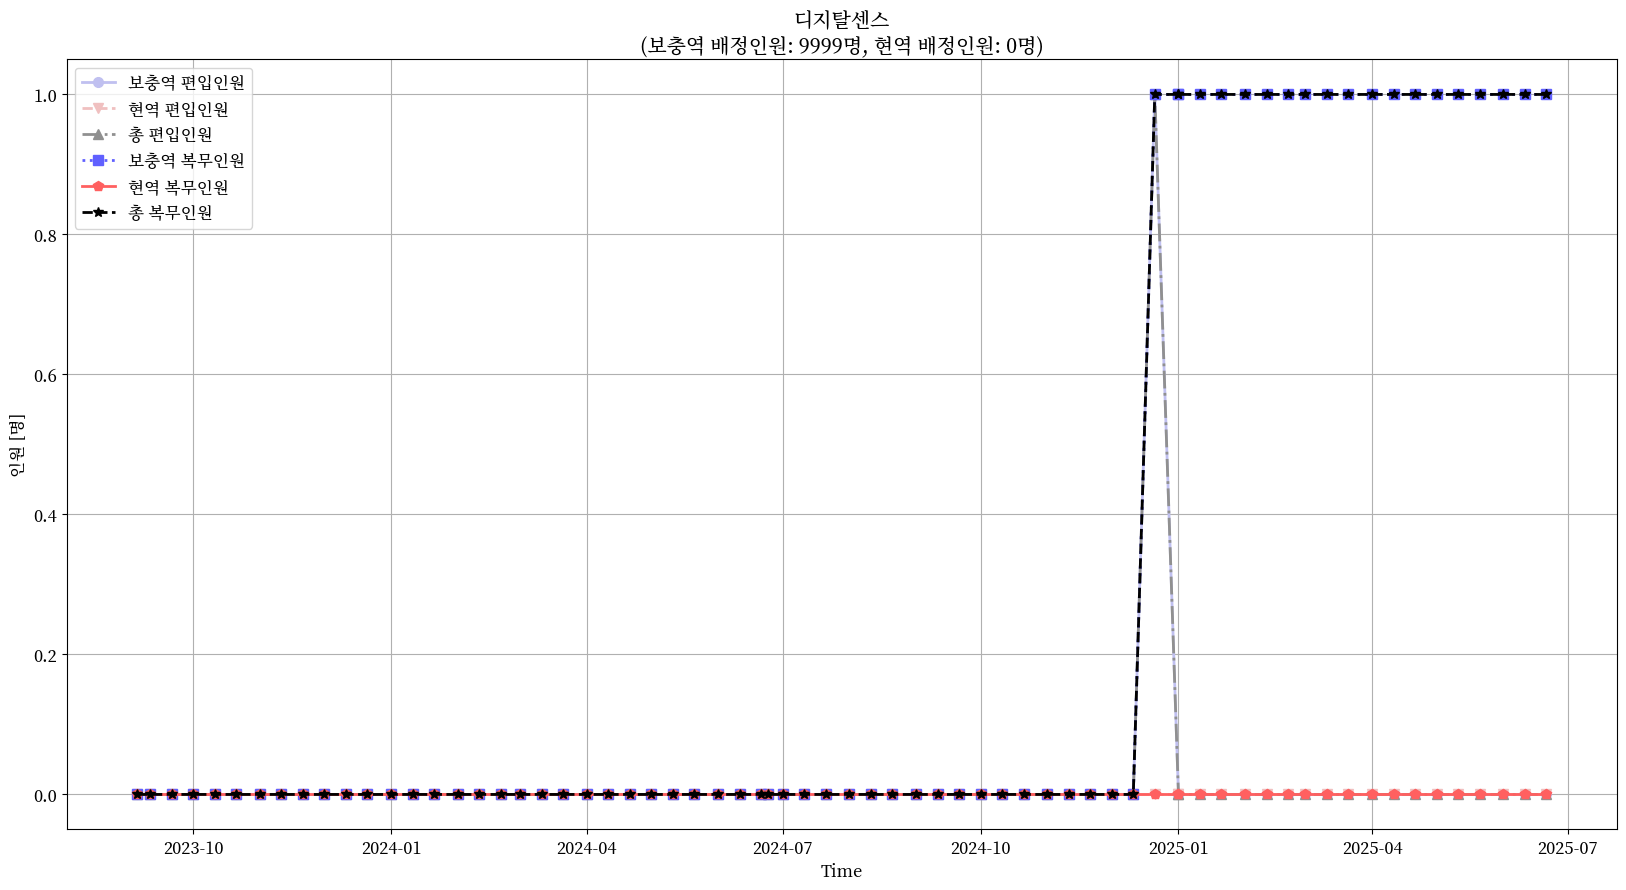 디지탈센스
(보충역 배정인원: 9999명, 현역 배정인원: 0명)
보충역 편입인원
현역 편입인원
총 편입인원
보충역 복무인원
현역 복무인원
총 복무인원
1.0
0.8
0.6
0.4
0.2
0.0
인원 [명]
2023-10
2024-01
2024-04
2024-07
2024-10
2025-01
2025-04
2025-07
Time